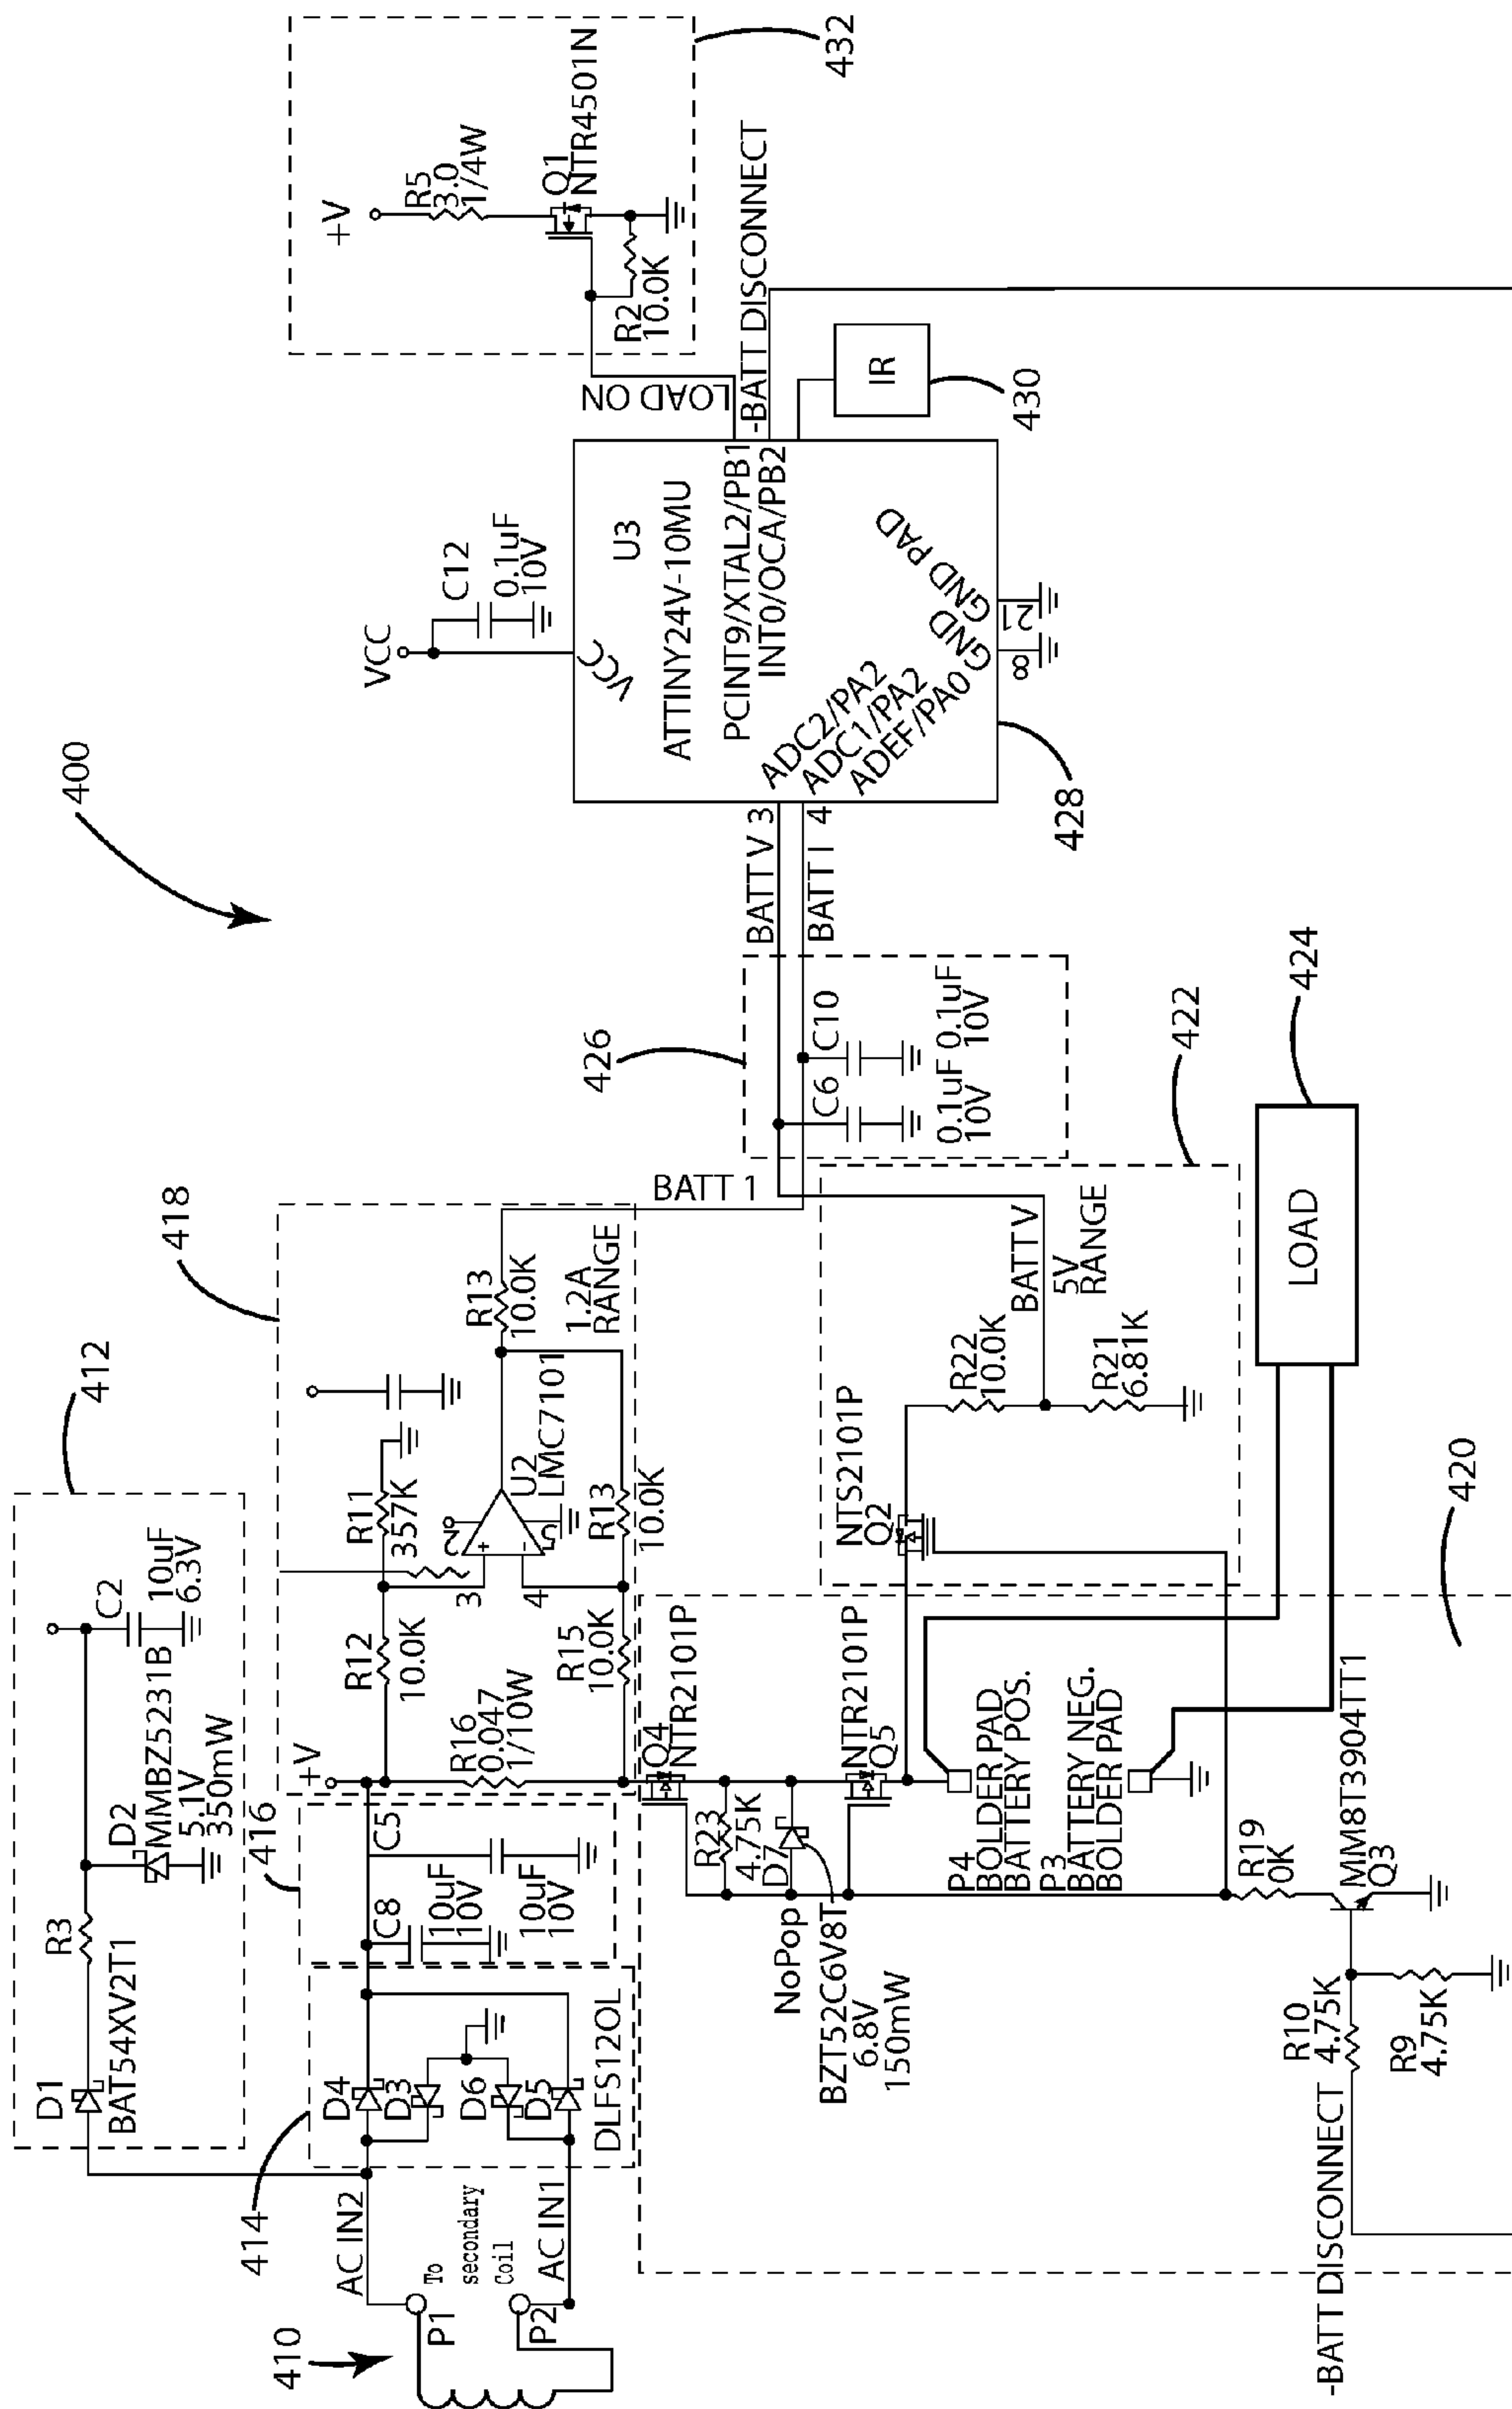 400
412
D1
BAT54XV2T1
R3
D2
MMBZ5231B
5.1V
350mW
C2
10uF
6.3V
410
P1
P2
To
secondary
Coil
AC IN2
AC IN1
414
D4
D3
D6
D5
DLFS12OL
416
C8
10uF
10V
C5
10uF
10V
418
+V
R12
10.0K
R11
357K
R16
0.047
1/10W
R15
10.0K
3
4
2
5
U2
LMC7101
R13
10.0K
R13
10.0K
1.2A
RANGE
BATT 1
Q4
NTR2101P
R23
4.75K
D7
NoPop
BZT52C6V8T
6.8V
150mW
NTR2101P
Q5
P4
BOLDER PAD
BATTERY POS.
P3
BATTERY NEG.
BOLDER PAD
R19
0K
MM8T3904TT1
Q3
R10
4.75K
R9
4.75K
-BATT DISCONNECT
420
NTS2101P
Q2
R22
10.0K
R21
6.81K
BATT V
5V
RANGE
422
LOAD
424
426
C6
0.1uF
10V
C10
0.1uF
10V
BATT V 3
BATT I 4
VCC
C12
0.1uF
10V
VCC
U3
ATTINY24V-10MU
PCINT9/XTAL2/PB1
INT0/OCA/PB2
ADC2/PA2
ADC1/PA2
ADEF/PA0
GND
GND PAD
8
21
428
LOAD ON
-BATT DISCONNECT
IR
430
+V
R5
3.0
1/4W
Q1
NTR4501N
R2
10.0K
432